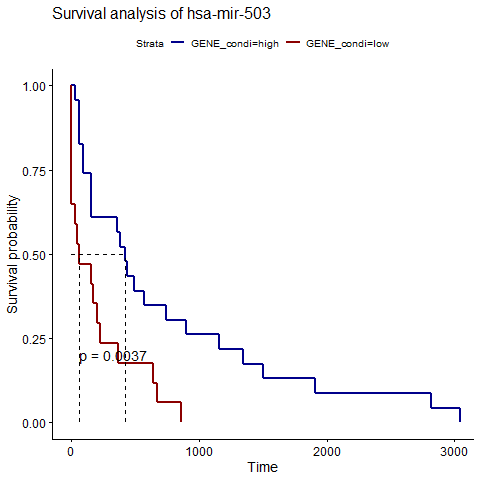 Survival analysis of hsa-mir-503
Strata GENE_condi=high GENE_condi=low
Survival probability
1.00
0.75
0.50
0.25
0.00
p = 0.0037
0 1000 2000 3000
Time